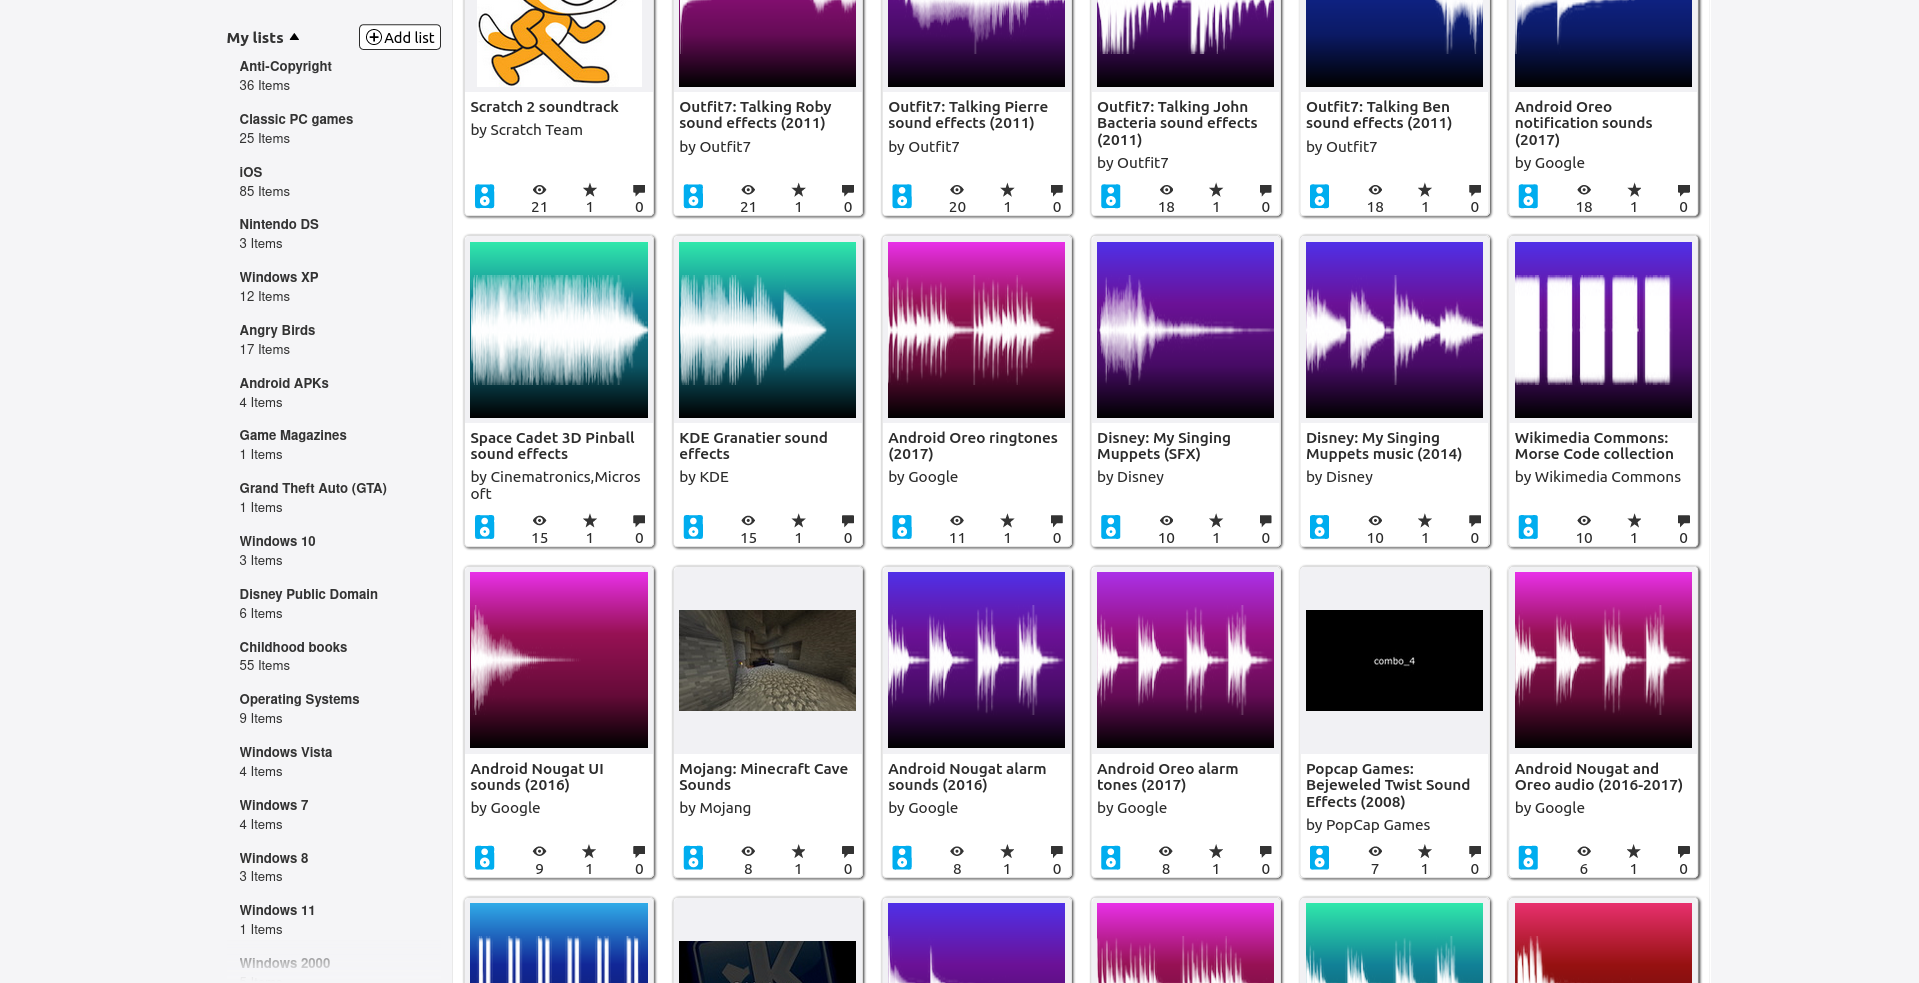 My lists
Add list
Anti-Copyright
36 Items
Classic PC games
25 Items
iOS
85 Items
Nintendo DS
3 Items
Windows XP
12 Items
Angry Birds
17 Items
Android APKs
4 Items
Game Magazines
1 Items
Grand Theft Auto (GTA)
1 Items
Windows 10
3 Items
Disney Public Domain
6 Items
Childhood books
55 Items
Operating Systems
9 Items
Windows Vista
4 Items
Windows 7
4 Items
Windows 8
3 Items
Windows 11
1 Items
Windows 2000
Scratch 2 soundtrack
by Scratch Team
21 1 0
Outfit7: Talking Roby
sound effects (2011)
by Outfit7
21 1 0
Outfit7: Talking Pierre
sound effects (2011)
by Outfit7
20 1 0
Outfit7: Talking John
Bacteria sound effects
(2011)
by Outfit7
18 1 0
Outfit7: Talking Ben
sound effects (2011)
by Outfit7
18 1 0
Android Oreo
notification sounds
(2017)
by Google
18 1 0
Space Cadet 3D Pinball
sound effects
by Cinematronics,Micros
oft
15 1 0
KDE Granatier sound
effects
by KDE
15 1 0
Android Oreo ringtones
(2017)
by Google
11 1 0
Disney: My Singing
Muppets (SFX)
by Disney
10 1 0
Disney: My Singing
Muppets music (2014)
by Disney
10 1 0
Wikimedia Commons:
Morse Code collection
by Wikimedia Commons
10 1 0
Android Nougat UI
sounds (2016)
by Google
9 1 0
Mojang: Minecraft Cave
Sounds
by Mojang
8 1 0
Android Nougat alarm
sounds (2016)
by Google
8 1 0
Android Oreo alarm
tones (2017)
by Google
8 1 0
combo_4
Popcap Games:
Bejeweled Twist Sound
Effects (2008)
by PopCap Games
7 1 0
Android Nougat and
Oreo audio (2016-2017)
by Google
6 1 0